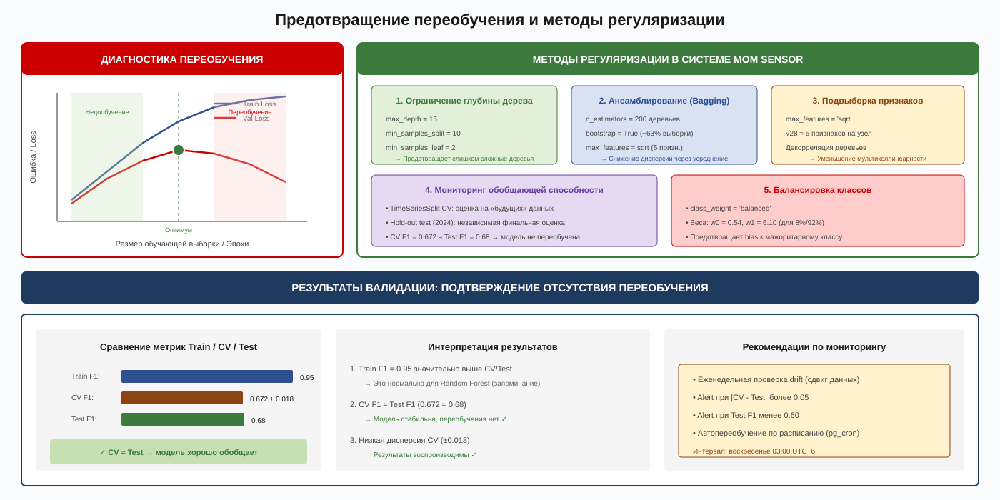 Предотвращение переобучения и методы регуляризации
ДИАГНОСТИКА ПЕРЕОБУЧЕНИЯ
Ошибка / Loss
Недообучение
Train Loss
Переобучение
Val Loss
Оптимум
Размер обучающей выборки / Эпохи
МЕТОДЫ РЕГУЛЯРИЗАЦИИ В СИСТЕМЕ MOM SENSOR
1. Ограничение глубины дерева
max_depth = 15
min_samples_split = 10
min_samples_leaf = 2
→ Предотвращает слишком сложные деревья
2. Ансамблирование (Bagging)
n_estimators = 200 деревьев
bootstrap = True (~63% выборки)
max_features = sqrt (5 призн.)
→ Снижение дисперсии через усреднение
3. Подвыборка признаков
max_features = 'sqrt'
√28 ≈ 5 признаков на узел
Декорреляция деревьев
→ Уменьшение мультиколлинеарности
4. Мониторинг обобщающей способности
• TimeSeriesSplit CV: оценка на «будущих» данных
• Hold-out test (2024): независимая финальная оценка
• CV F1 = 0.672 ≈ Test F1 = 0.68 → модель не переобучена
5. Балансировка классов
• class_weight = 'balanced'
• Веса: w0 = 0.54, w1 = 6.10 (для 8%/92%)
• Предотвращает bias к мажоритарному классу
РЕЗУЛЬТАТЫ ВАЛИДАЦИИ: ПОДТВЕРЖДЕНИЕ ОТСУТСТВИЯ ПЕРЕОБУЧЕНИЯ
Сравнение метрик Train / CV / Test
Train F1: 0.95
CV F1: 0.672 ± 0.018
Test F1: 0.68
✓ CV ≈ Test → модель хорошо обобщает
Интерпретация результатов
1. Train F1 = 0.95 значительно выше CV/Test
→ Это нормально для Random Forest (запоминание)
2. CV F1 ≈ Test F1 (0.672 ≈ 0.68)
→ Модель стабильна, переобучения нет ✓
3. Низкая дисперсия CV (±0.018)
→ Результаты воспроизводимы ✓
Рекомендации по мониторингу
• Еженедельная проверка drift (сдвиг данных)
• Alert при |CV - Test| более 0.05
• Alert при Test F1 менее 0.60
• Автопереобучение по расписанию (pg_cron)
Интервал: воскресенье 03:00 UTC+6